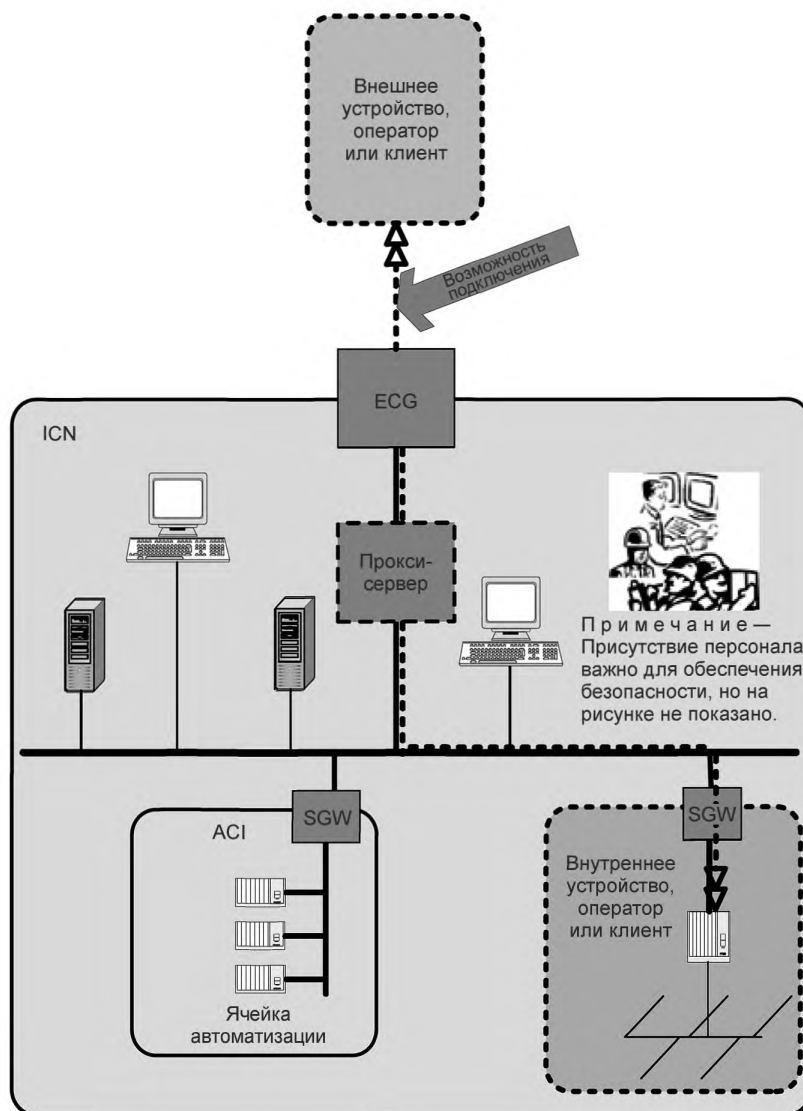 Внешнее
устройство,
оператор
или клиент
Возможность
подключения
ECG
ICN
Прокси-
сервер
П р и м е ч а н и е —
Присутствие персонала
важно для обеспечения
безопасности, но на
рисунке не показано.
SGW
ACI
SGW
Внутреннее
устройство,
оператор
или клиент
Ячейка
автоматизации